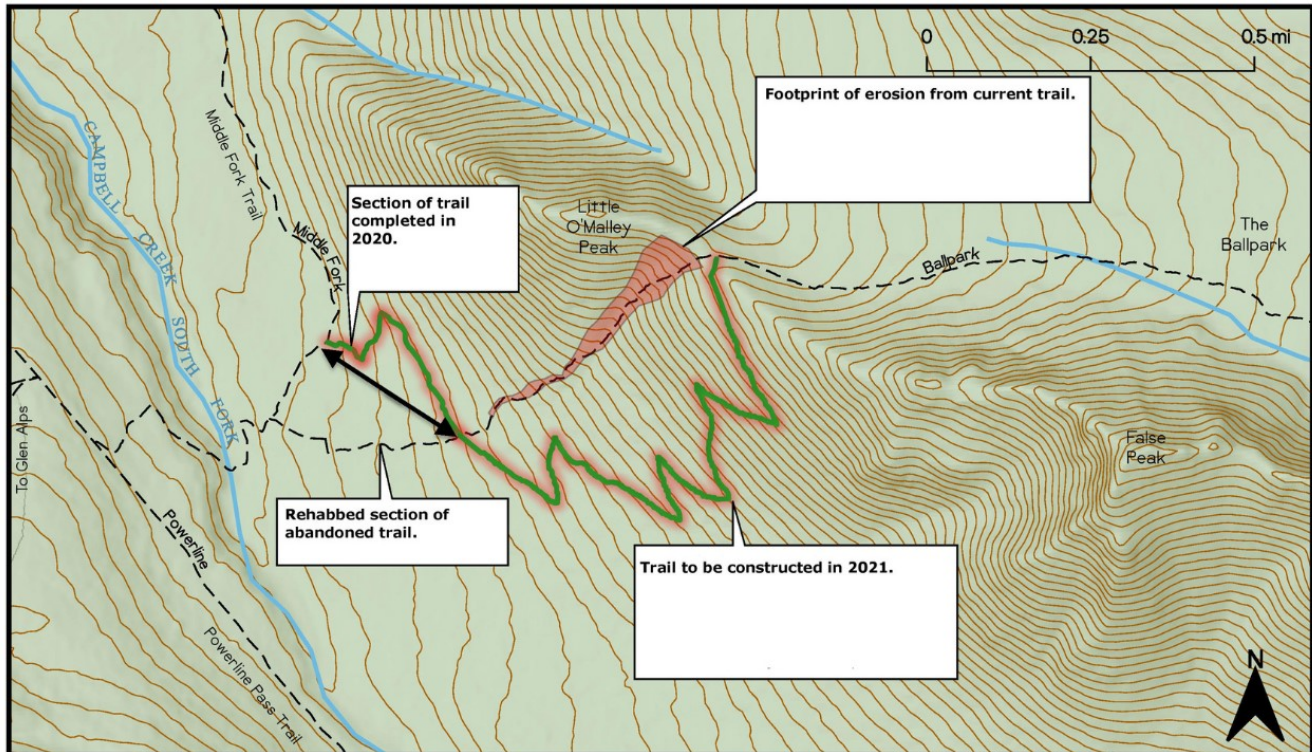 0 0.25 0.5 mi
Footprint of erosion from current trail.
CAMPBELL
CREEK
SOUTH
FORK
Middle Fork Trail
Middle Fork
Section of trail
completed in
2020.
Little
O'Malley
Peak
The
Ballpark
Ballpark
To Glen Alps
False
Peak
Rehabbed section of
abandoned trail.
Powerline
Powerline Pass Trail
Trail to be constructed in 2021.
N